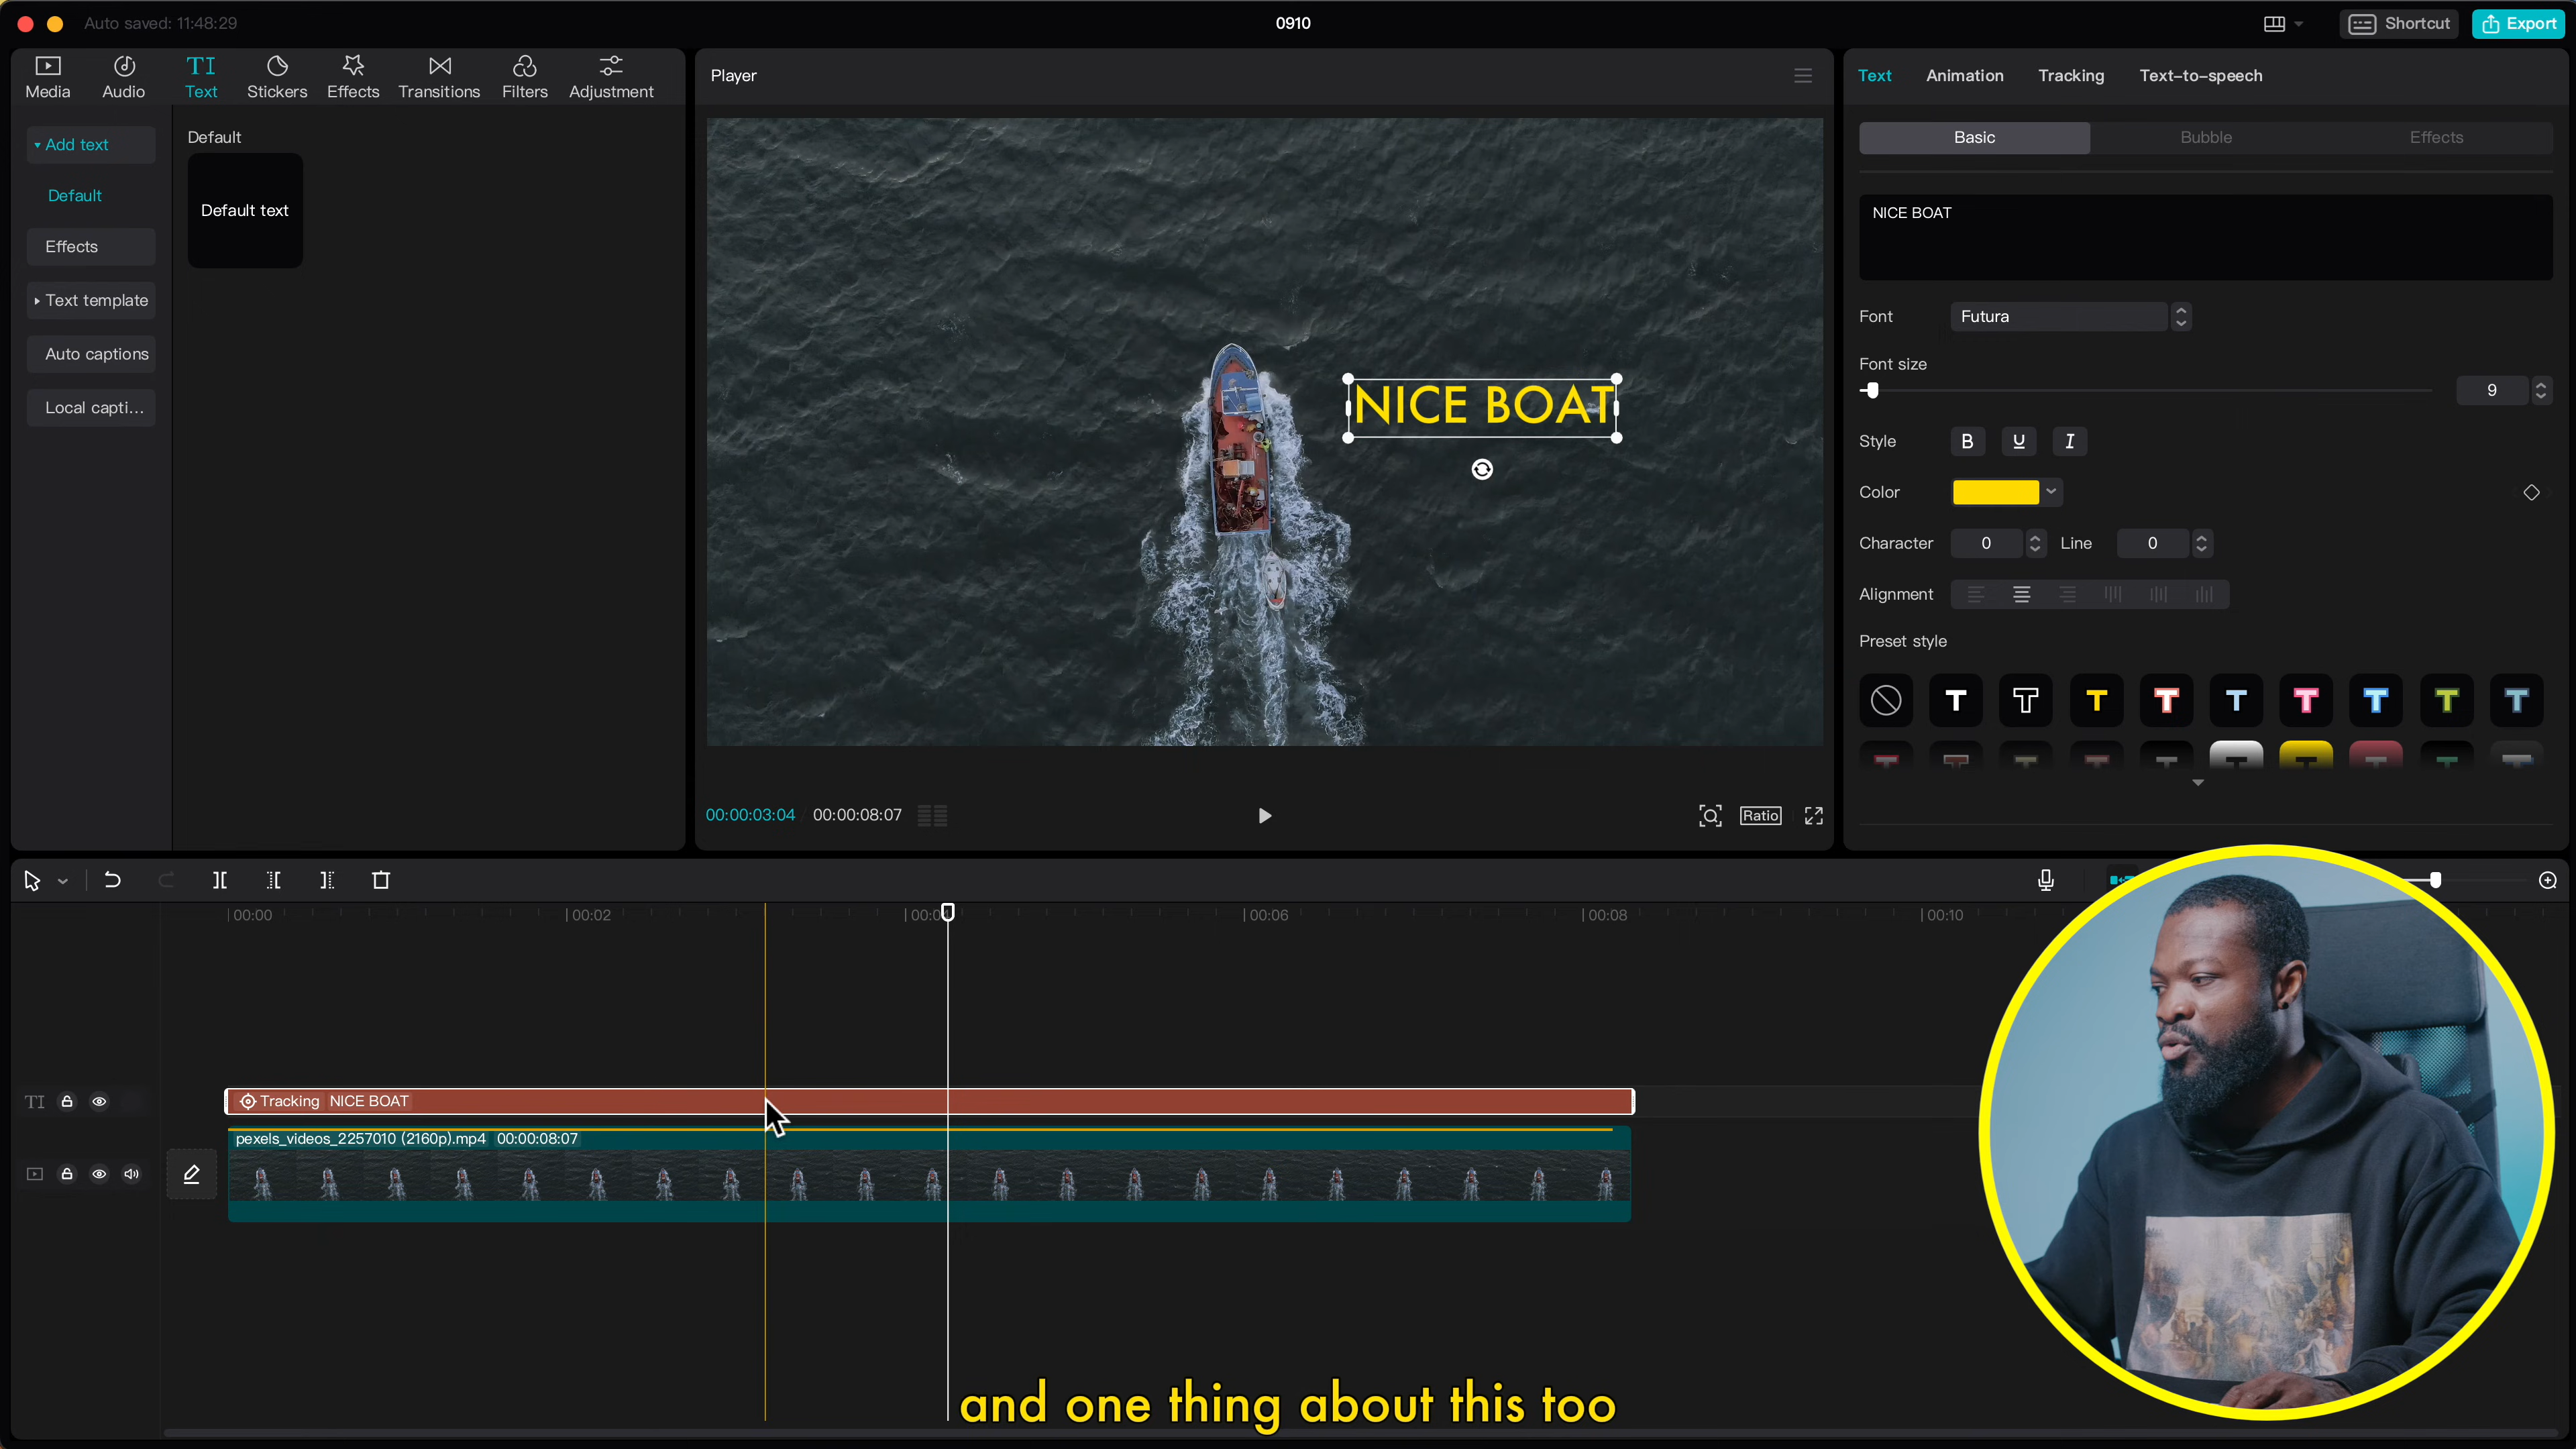 Auto saved: 11:48:29
0910
Shortcut
Export
Media
Audio
TI
Text
Stickers
Effects
Transitions
Filters
Adjustment
Add text
Default
Effects
Text template
Auto captions
Local capti...
Default
Default text
Player
NICE BOAT
00:00:03:04 / 00:00:08:07
Ratio
Text
Animation
Tracking
Text-to-speech
Basic
Bubble
Effects
NICE BOAT
Font
Futura
Font size
9
Style
B U I
Color
Character
0
Line
0
Alignment
Preset style
T T T T T T T T T
00:00
00:02
00:06
00:08
00:10
TI
Tracking NICE BOAT
pexels_videos_2257010 (2160p).mp4 00:00:08:07
and one thing about this too